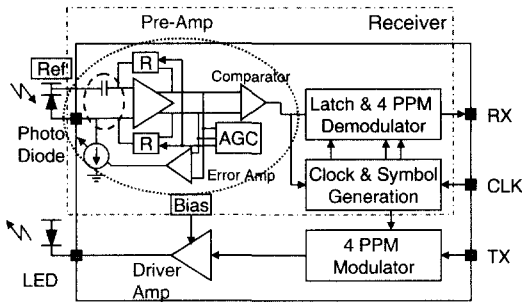 Pre-Amp
Receiver
Ref
R
Comparator
Latch & 4 PPM
Demodulator
RX
Photo
Diode
R
AGC
Error Amp
Clock & Symbol
Generation
CLK
Bias
LED
Driver
Amp
4 PPM
Modulator
TX